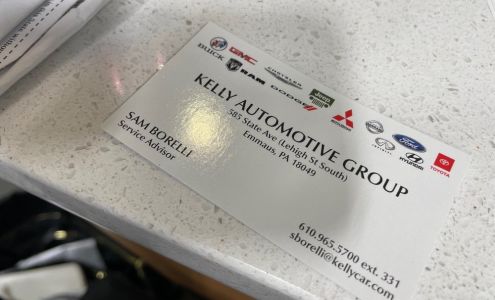 BUICK GMC CHRYSLER
RAM DODGE Jeep
MITSUBISHI NISSAN
INFINITI Ford
HYUNDAI TOYOTA
KELLY AUTOMOTIVE GROUP
585 State Ave (Lehigh St South)
Emmaus, PA 18049
SAM BORELLI
Service Advisor
610.965.5700 ext. 331
sborelli@kellycar.com